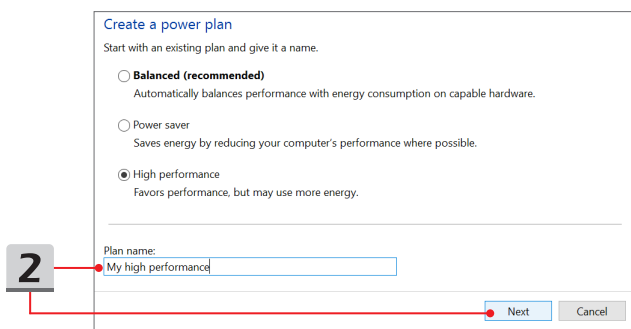 Create a power plan
Start with an existing plan and give it a name.
Balanced (recommended)
Automatically balances performance with energy consumption on capable hardware.
Power saver
Saves energy by reducing your computer's performance where possible.
High performance
Favors performance, but may use more energy.
Plan name:
My high performance
2
Next Cancel